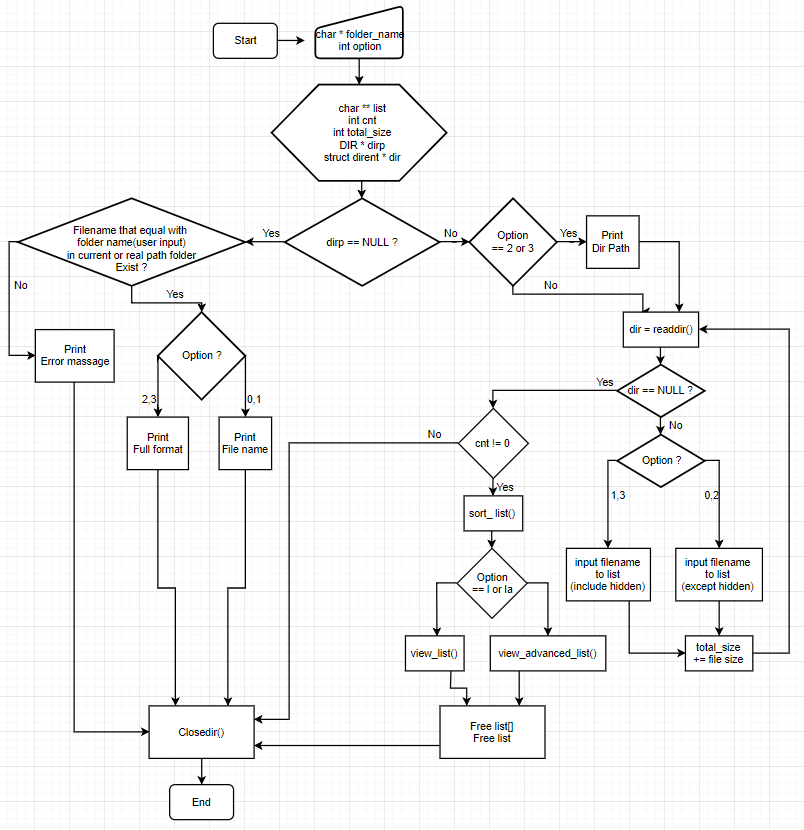 Start
char * folder_name
int option
char ** list
int cnt
int total_size
DIR * dirp
struct dirent * dir
Filename that equal with
folder name(user input)
in current or real path folder
Exist ?
Yes
dirp == NULL ?
No
Option
== 2 or 3
Yes
Print
Dir Path
No
Yes
No
dir = readdir()
Print
Error massage
Option ?
dir == NULL ?
Yes
No
2,3
0,1
Print
Full format
Print
File name
No
cnt != 0
Option ?
Yes
1,3
0,2
sort_ list()
input filename
to list
(include hidden)
input filename
to list
(except hidden)
Option
== l or la
view_list()
view_advanced_list()
total_size
+= file size
Closedir()
Free list[]
Free list
End